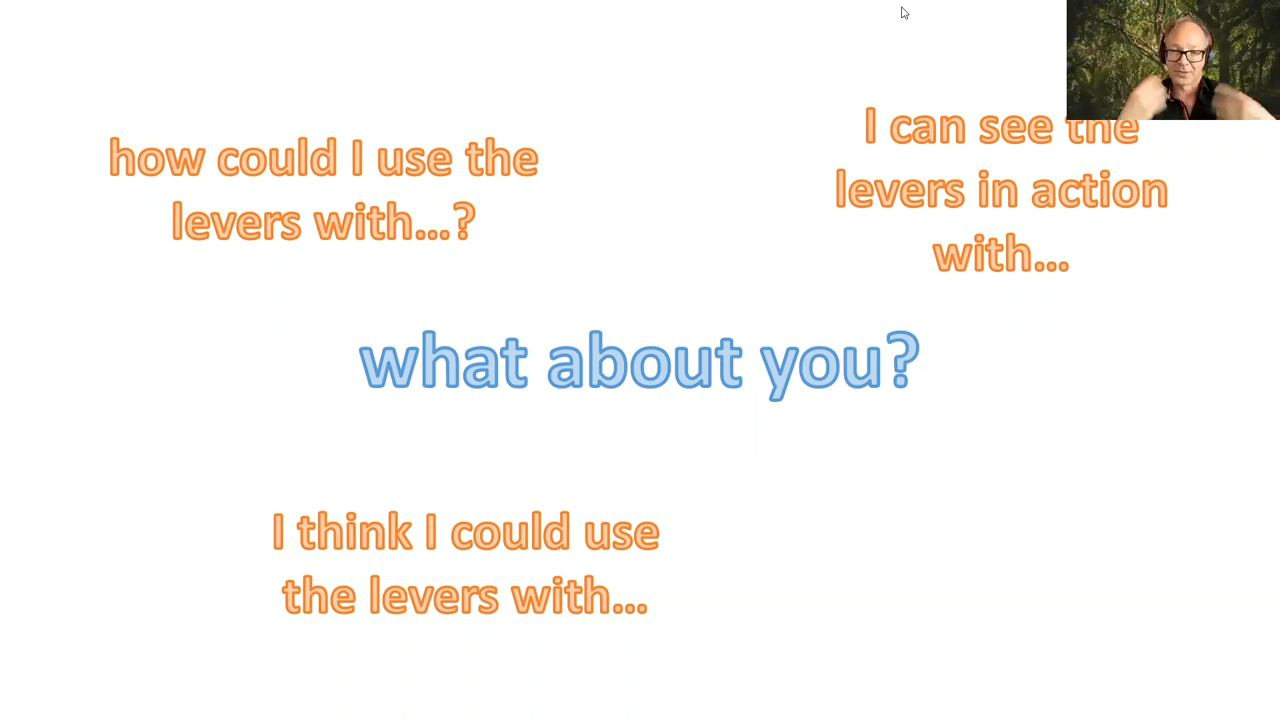 how could I use the
levers with...?
I can see the
levers in action
with...
what about you?
I think I could use
the levers with...